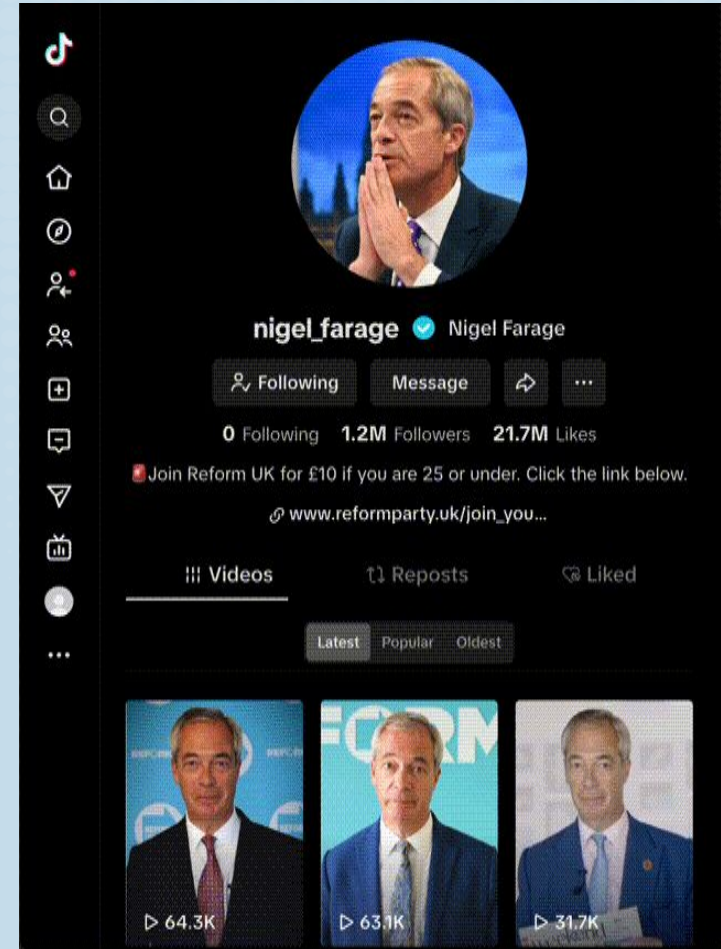 nigel_farage Nigel Farage
Following Message ...
0 Following 1.2M Followers 21.7M Likes
🚨Join Reform UK for £10 if you are 25 or under. Click the link below.
www.reformparty.uk/join_you...
Videos Reposts Liked
Latest Popular Oldest
FORM
64.3K 63.1K 31.7K